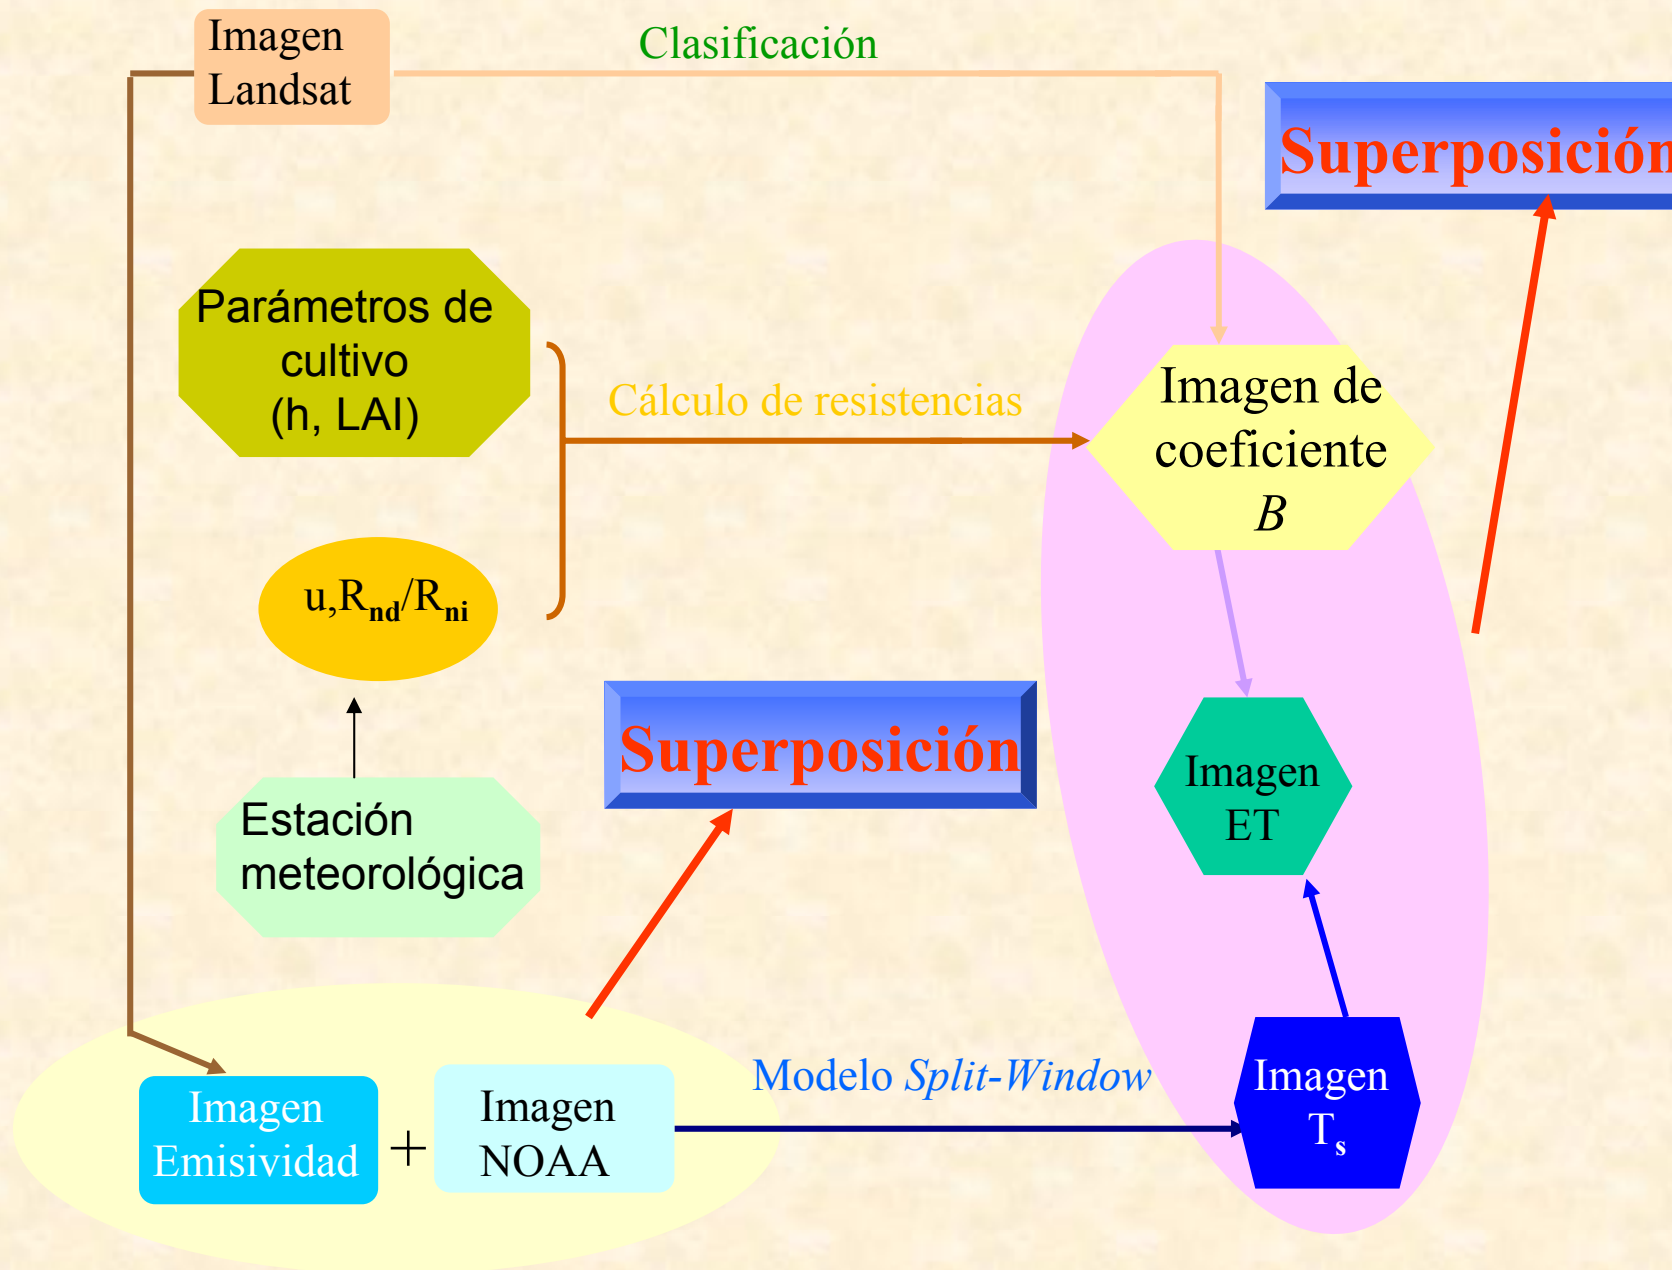 Imagen
Landsat
Clasificación
Superposición
Parámetros de
cultivo
(h, LAI)
Cálculo de resistencias
Imagen de
coeficiente
B
u,Rnd/Rni
Superposición
Imagen
ET
Estación
meteorológica
Modelo Split-Window
Imagen
Ts
Imagen
Emisividad
+
Imagen
NOAA